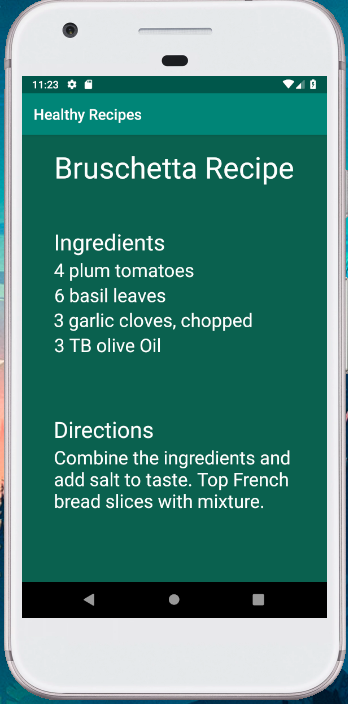 11:23
Healthy Recipes
Bruschetta Recipe
Ingredients
4 plum tomatoes
6 basil leaves
3 garlic cloves, chopped
3 TB olive Oil
Directions
Combine the ingredients and
add salt to taste. Top French
bread slices with mixture.